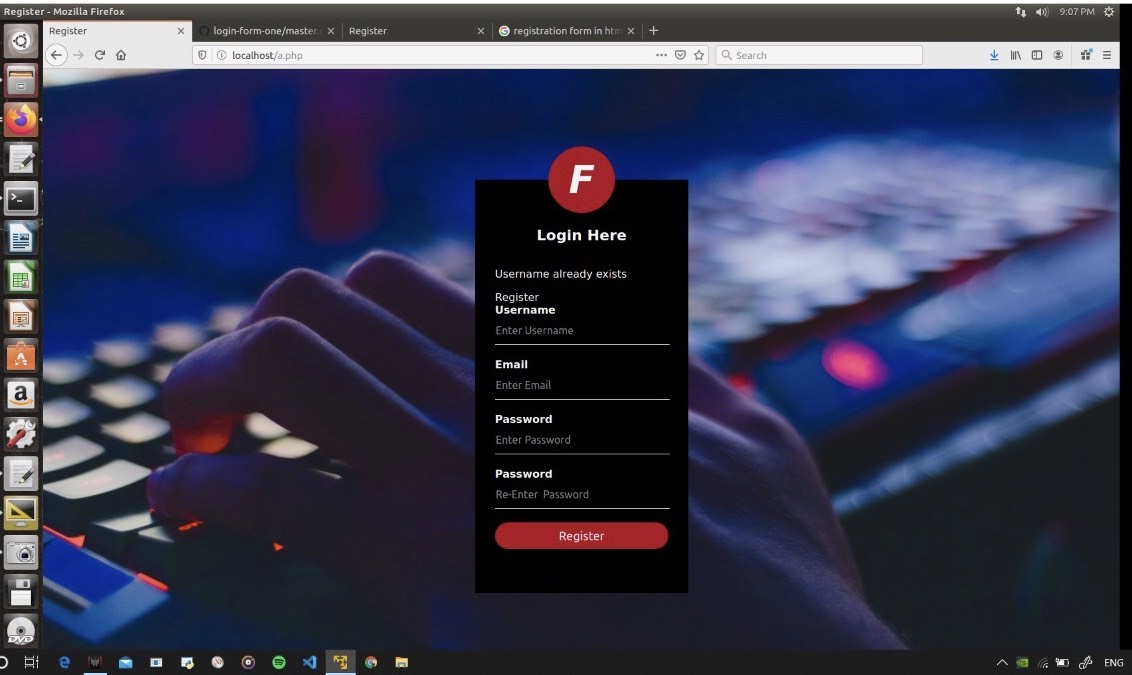 Register - Mozilla Firefox
9:07 PM
Register
login-form-one/master.c
Register
registration form in htm
localhost/a.php
Search
F
Login Here
Username already exists
Register
Username
Enter Username
Email
Enter Email
Password
Enter Password
Password
Re-Enter Password
Register
a
DVD
ENG